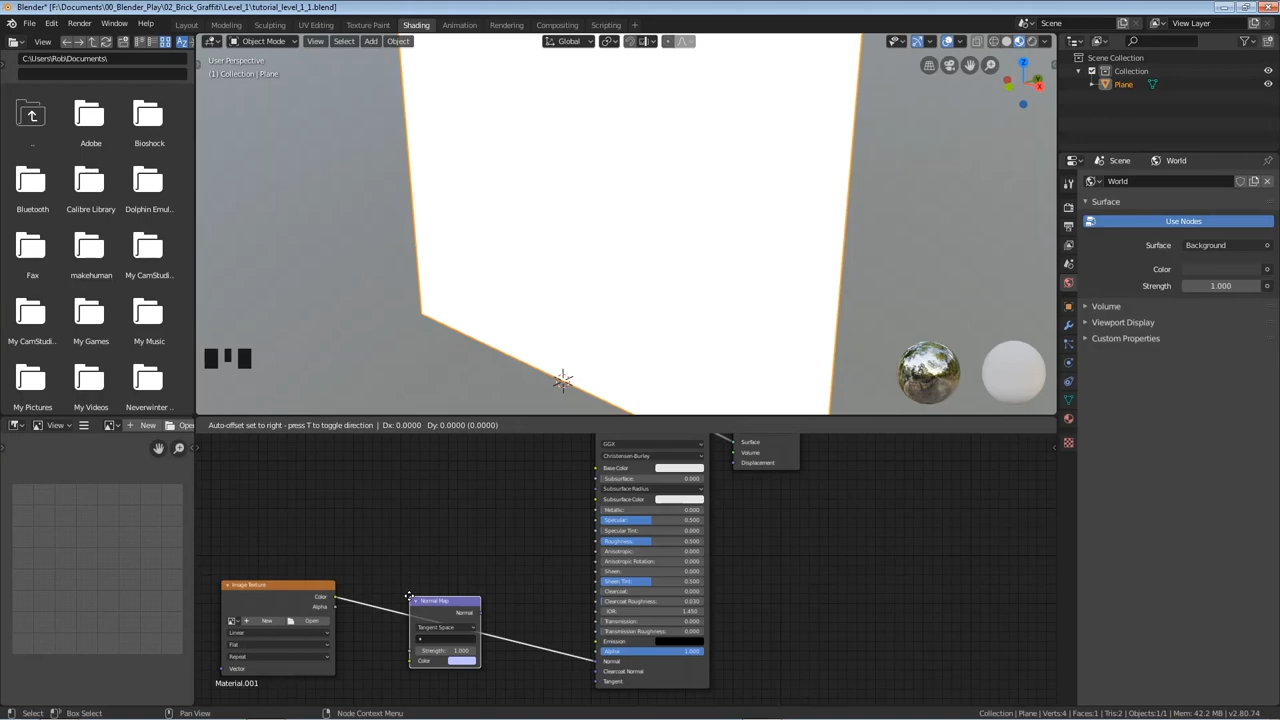 Blender* [F:\Documents\00_Blender_Play\02_Brick_Graffiti\Level_1\tutorial_level_1_1.blend]
File Edit Render Window Help Layout Modeling Sculpting UV Editing Texture Paint Shading Animation Rendering Compositing Scripting Scene View Layer
View Object Mode View Select Add Object Global
C:\Users\Rob\Documents\
User Perspective
(1) Collection | Plane
Scene Collection
Collection
Plane
Scene World
World
Surface
Use Nodes
Surface Background
Color
Strength 1.000
Volume
Viewport Display
Custom Properties
.. Adobe Bioshock
Bluetooth Calibre Library Dolphin Emul...
Fax makehuman My CamStudi...
My CamStudi... My Games My Music
My Pictures My Videos Neverwinter ...
X
Y
Z
View New Open
Auto-offset set to right - press T to toggle direction | Dx: 0.0000 Dy: 0.0000 (0.0000)
Surface
Volume
Displacement
GGX
Christensen-Burley
Base Color
Subsurface: 0.000
Subsurface Radius
Subsurface Color
Metallic: 0.000
Specular: 0.500
Specular Tint: 0.000
Roughness: 0.500
Anisotropic: 0.000
Anisotropic Rotation: 0.000
Sheen: 0.000
Sheen Tint: 0.500
Clearcoat: 0.000
Clearcoat Roughness: 0.030
IOR: 1.450
Transmission: 0.000
Transmission Roughness: 0.000
Emission
Alpha 1.000
Normal
Clearcoat Normal
Tangent
Image Texture
Color
Alpha
New Open
Linear
Flat
Repeat
Vector
Material.001
Normal Map
Normal
Tangent Space
Strength: 1.000
Color
Select Box Select Pan View Node Context Menu Collection | Plane | Verts:4 | Faces:1 | Tris:2 | Objects:1/1 | Mem: 42.2 MB | v2.80.74